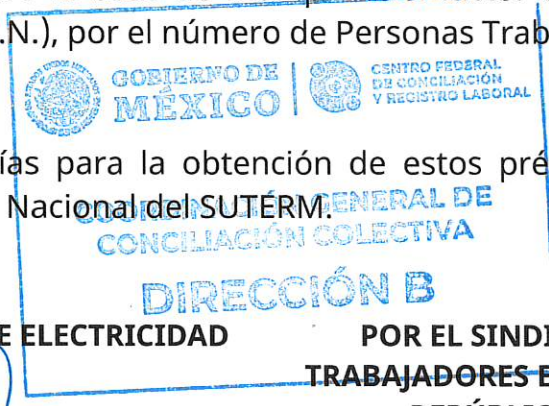 .N.), por el número de Personas Trab
GOBIERNO DE
MÉXICO
CENTRO FEDERAL
DE CONCILIACIÓN
Y REGISTRO LABORAL
ías para la obtención de estos pré
Nacional del SUTERM.
COORDINACIÓN GENERAL DE
CONCILIACIÓN COLECTIVA
DIRECCIÓN B
E ELECTRICIDAD
POR EL SINDI
TRABAJADORES E